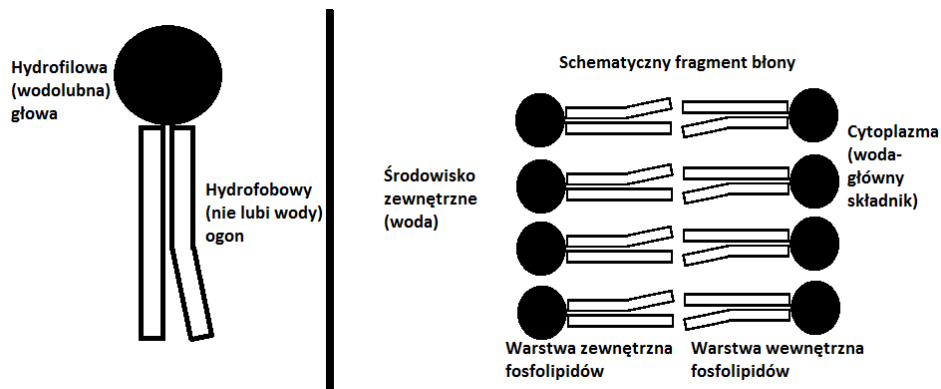 Hydrofilowa
(wodolubna)
głowa
Hydrofobowy
(nie lubi wody)
ogon
Schematyczny fragment błony
Środowisko
zewnętrzne
(woda)
Cytoplazma
(woda-
główny
składnik)
Warstwa zewnętrzna
fosfolipidów
Warstwa wewnętrzna
fosfolipidów